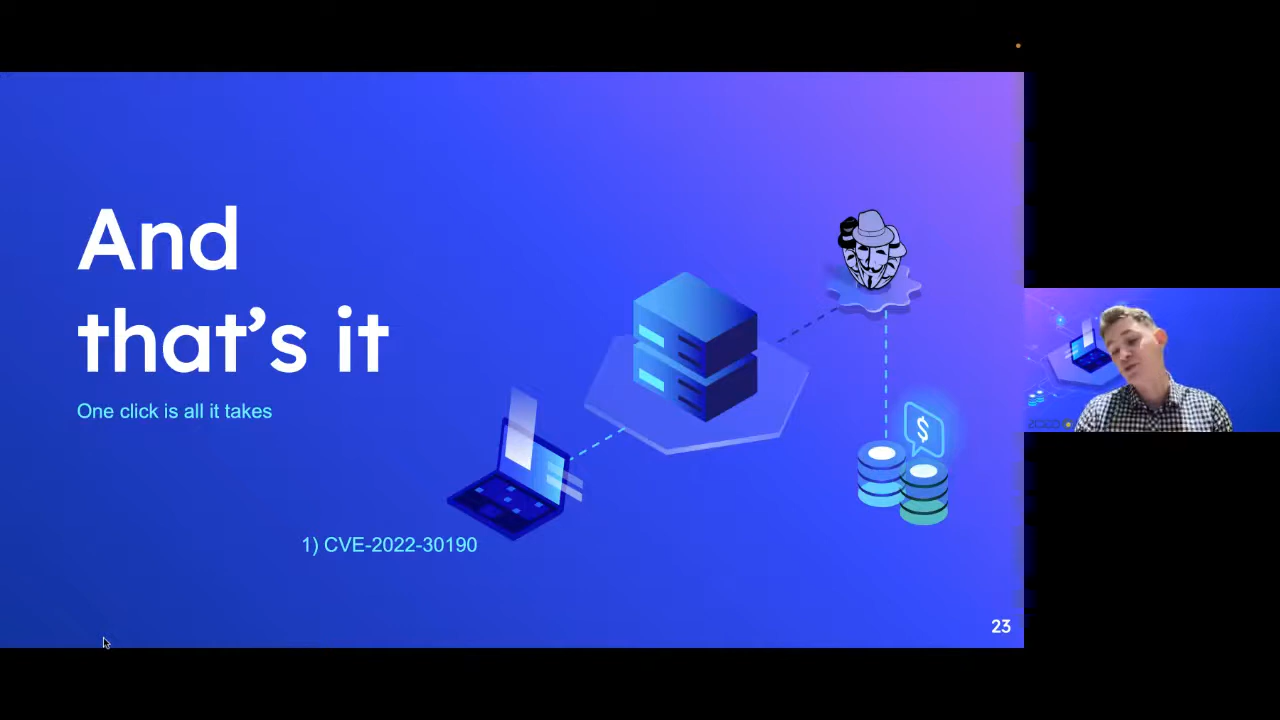 And
that's it
One click is all it takes
$
1) CVE-2022-30190
23